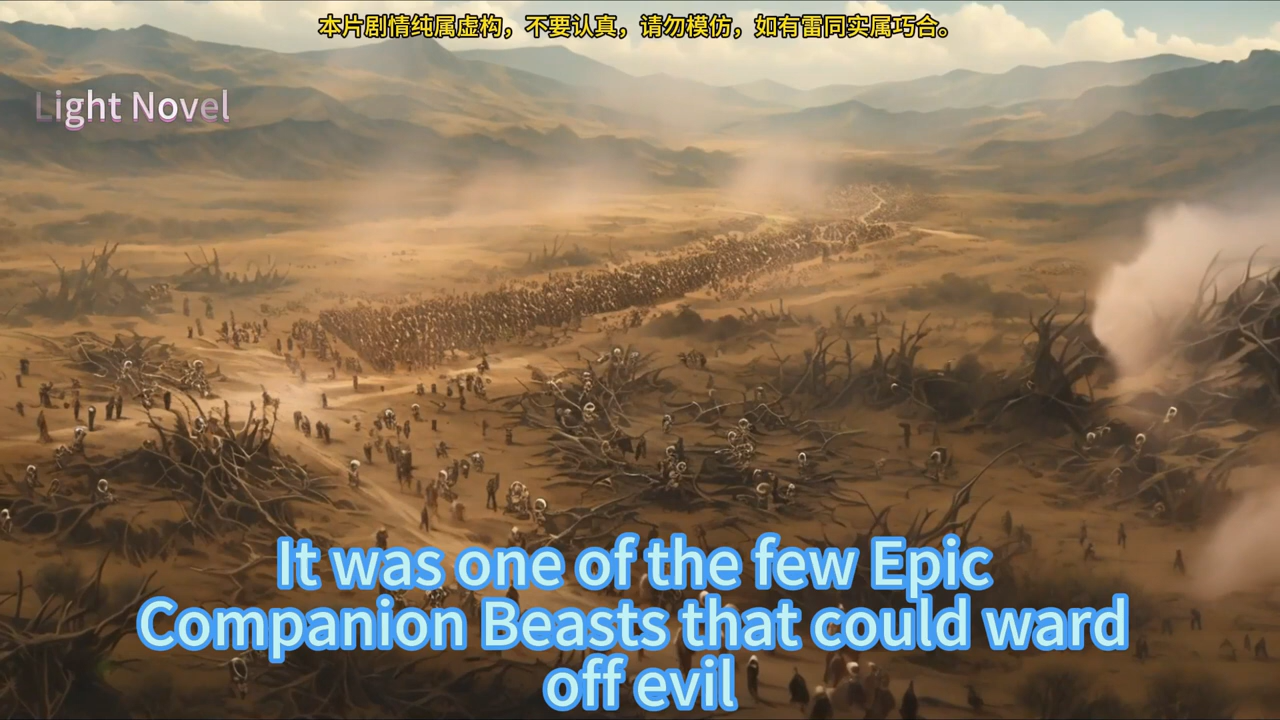 本片剧情纯属虚构，不要认真，请勿模仿，如有雷同实属巧合。
Light Novel
It was one of the few Epic
Companion Beasts that could ward
off evil